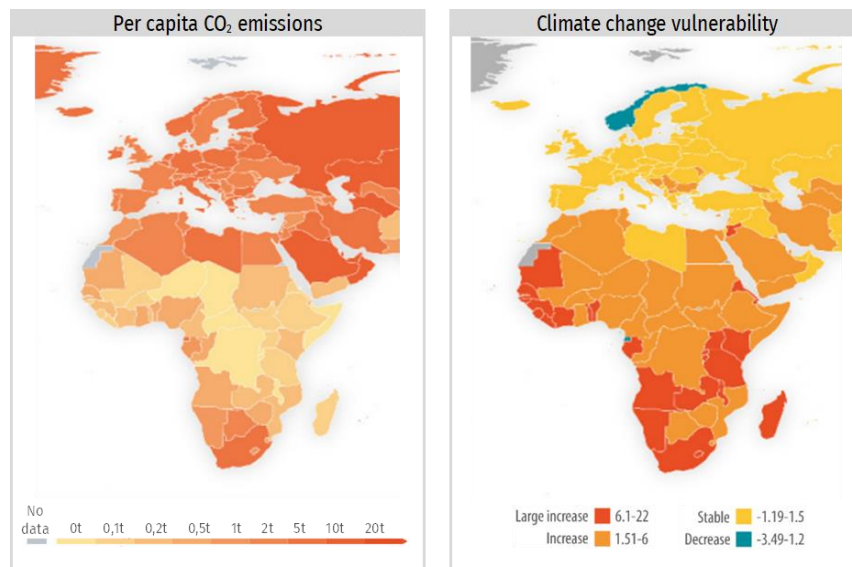 Per capita CO₂ emissions
Climate change vulnerability
No data
0t 0,1t 0,2t 0,5t 1t 2t 5t 10t 20t
Large increase 6.1-22
Stable -1.19-1.5
Increase 1.51-6
Decrease -3.49-1.2